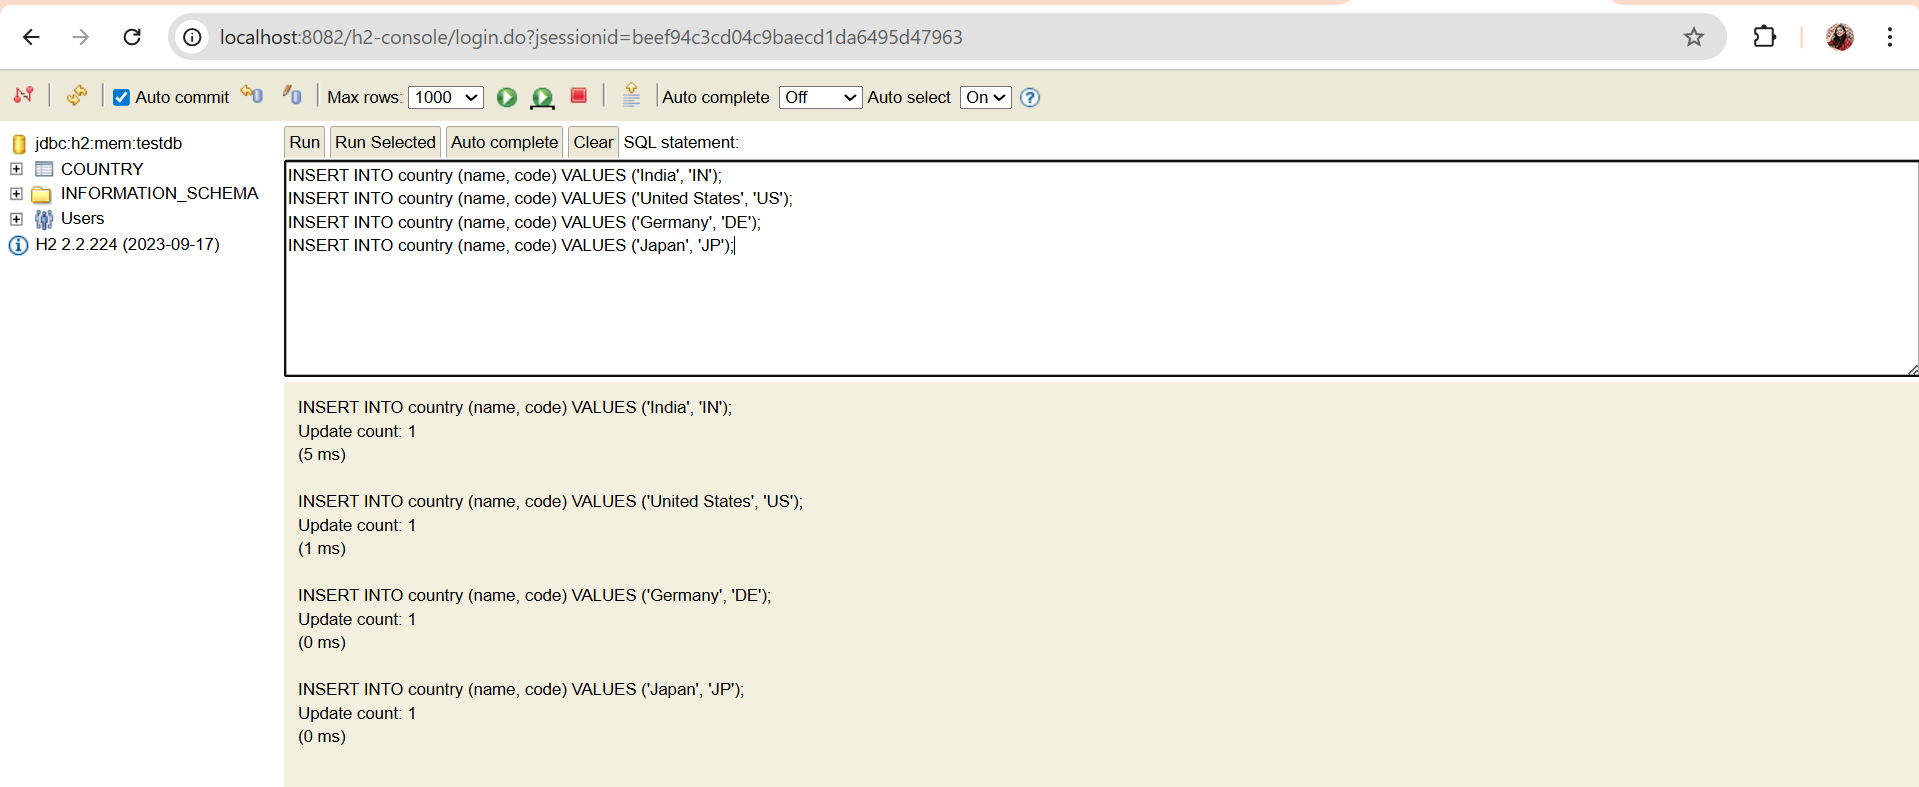 localhost:8082/h2-console/login.do?jsessionid=beef94c3cd04c9baecd1da6495d47963
Auto commit Max rows: 1000 Auto complete Off Auto select On
jdbc:h2:mem:testdb
COUNTRY
INFORMATION_SCHEMA
Users
H2 2.2.224 (2023-09-17)
Run Run Selected Auto complete Clear SQL statement:
INSERT INTO country (name, code) VALUES ('India', 'IN');
INSERT INTO country (name, code) VALUES ('United States', 'US');
INSERT INTO country (name, code) VALUES ('Germany', 'DE');
INSERT INTO country (name, code) VALUES ('Japan', 'JP');
INSERT INTO country (name, code) VALUES ('India', 'IN');
Update count: 1
(5 ms)
INSERT INTO country (name, code) VALUES ('United States', 'US');
Update count: 1
(1 ms)
INSERT INTO country (name, code) VALUES ('Germany', 'DE');
Update count: 1
(0 ms)
INSERT INTO country (name, code) VALUES ('Japan', 'JP');
Update count: 1
(0 ms)